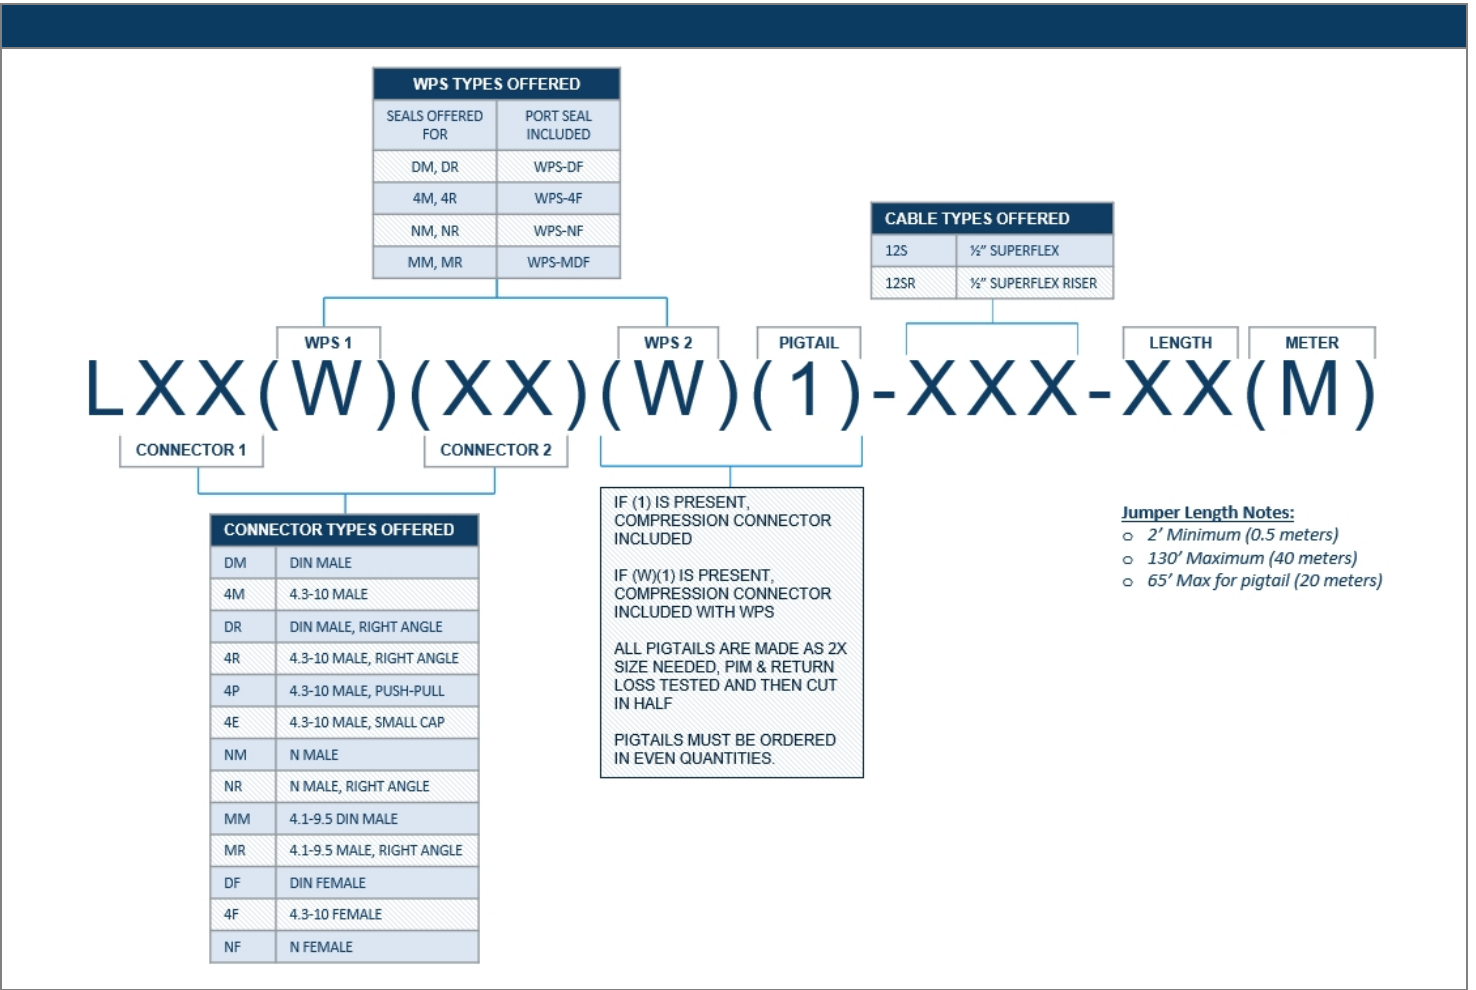 WPS TYPES OFFERED
SEALS OFFERED FOR PORT SEAL INCLUDED
DM, DR WPS-DF
4M, 4R WPS-4F
NM, NR WPS-NF
MM, MR WPS-MDF
CABLE TYPES OFFERED
12S ½” SUPERFLEX
12SR ½” SUPERFLEX RISER
WPS 1 WPS 2 PIGTAIL LENGTH METER
LXX(W)(XX)(W)(1)-XXX-XX(M)
CONNECTOR 1 CONNECTOR 2
CONNECTOR TYPES OFFERED
DM DIN MALE
4M 4.3-10 MALE
DR DIN MALE, RIGHT ANGLE
4R 4.3-10 MALE, RIGHT ANGLE
4P 4.3-10 MALE, PUSH-PULL
4E 4.3-10 MALE, SMALL CAP
NM N MALE
NR N MALE, RIGHT ANGLE
MM 4.1-9.5 DIN MALE
MR 4.1-9.5 MALE, RIGHT ANGLE
DF DIN FEMALE
4F 4.3-10 FEMALE
NF N FEMALE
IF (1) IS PRESENT,
COMPRESSION CONNECTOR
INCLUDED
IF (W)(1) IS PRESENT,
COMPRESSION CONNECTOR
INCLUDED WITH WPS
ALL PIGTAILS ARE MADE AS 2X
SIZE NEEDED, PIM & RETURN
LOSS TESTED AND THEN CUT
IN HALF
PIGTAILS MUST BE ORDERED
IN EVEN QUANTITIES.
Jumper Length Notes:
o 2’ Minimum (0.5 meters)
o 130’ Maximum (40 meters)
o 65’ Max for pigtail (20 meters)